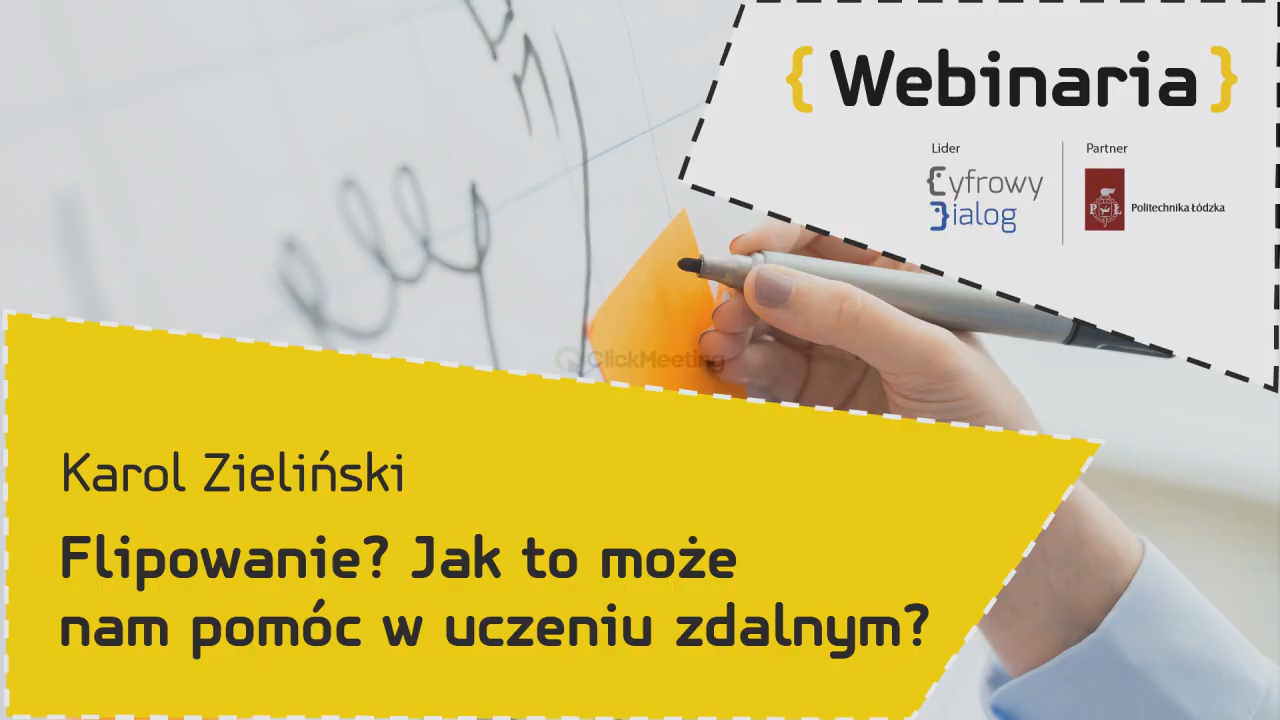 { Webinaria }
Lider
Partner
Cyfrowy
Dialog
P Ł
Politechnika Łódzka
ClickMeeting
Karol Zieliński
Flipowanie? Jak to może
nam pomóc w uczeniu zdalnym?